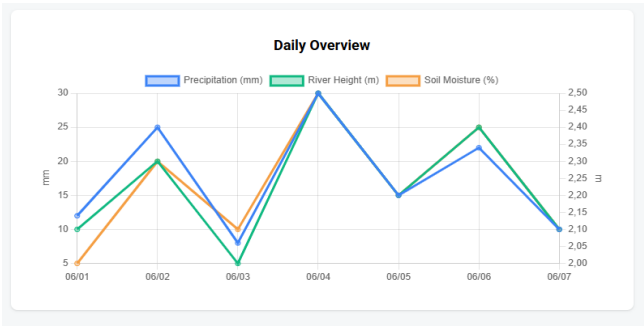 Daily Overview
Precipitation (mm) River Height (m) Soil Moisture (%)
30 2,50
2,45
25 2,40
2,35
20 2,30
mm 2,25 m
15 2,20
2,15
10 2,10
2,05
5 2,00
06/01 06/02 06/03 06/04 06/05 06/06 06/07